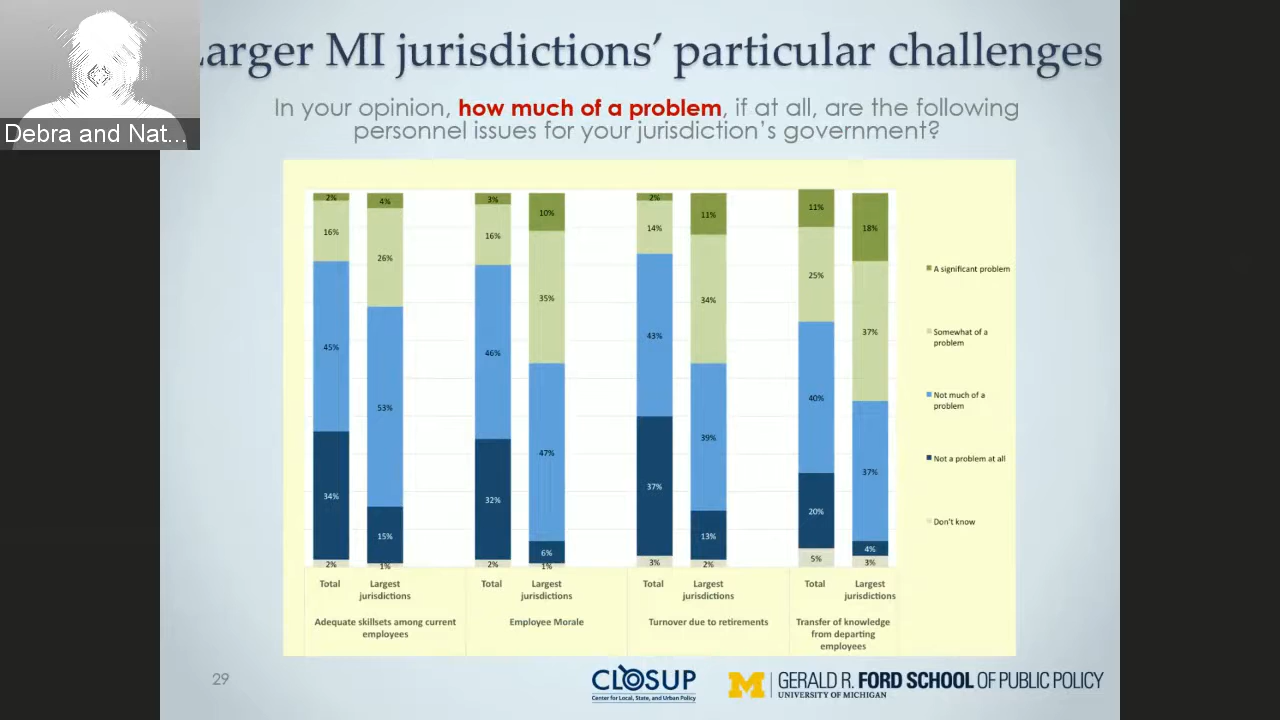 arger MI jurisdictions' particular challenges
In your opinion, how much of a problem, if at all, are the following
personnel issues for your jurisdiction's government?
Debra and Nat...
2%
4%
3%
10%
2%
11%
11%
18%
16%
26%
16%
35%
14%
34%
25%
37%
45%
53%
46%
47%
43%
39%
40%
37%
34%
15%
32%
6%
37%
13%
20%
4%
2%
1%
2%
1%
3%
2%
5%
3%
A significant problem
Somewhat of a
problem
Not much of a
problem
Not a problem at all
Don't know
Total
Largest
jurisdictions
Total
Largest
jurisdictions
Total
Largest
jurisdictions
Total
Largest
jurisdictions
Adequate skillsets among current
employees
Employee Morale
Turnover due to retirements
Transfer of knowledge
from departing
employees
29
CLOSUP
Center for Local, State, and Urban Policy
M
GERALD R. FORD SCHOOL OF PUBLIC POLICY
UNIVERSITY OF MICHIGAN